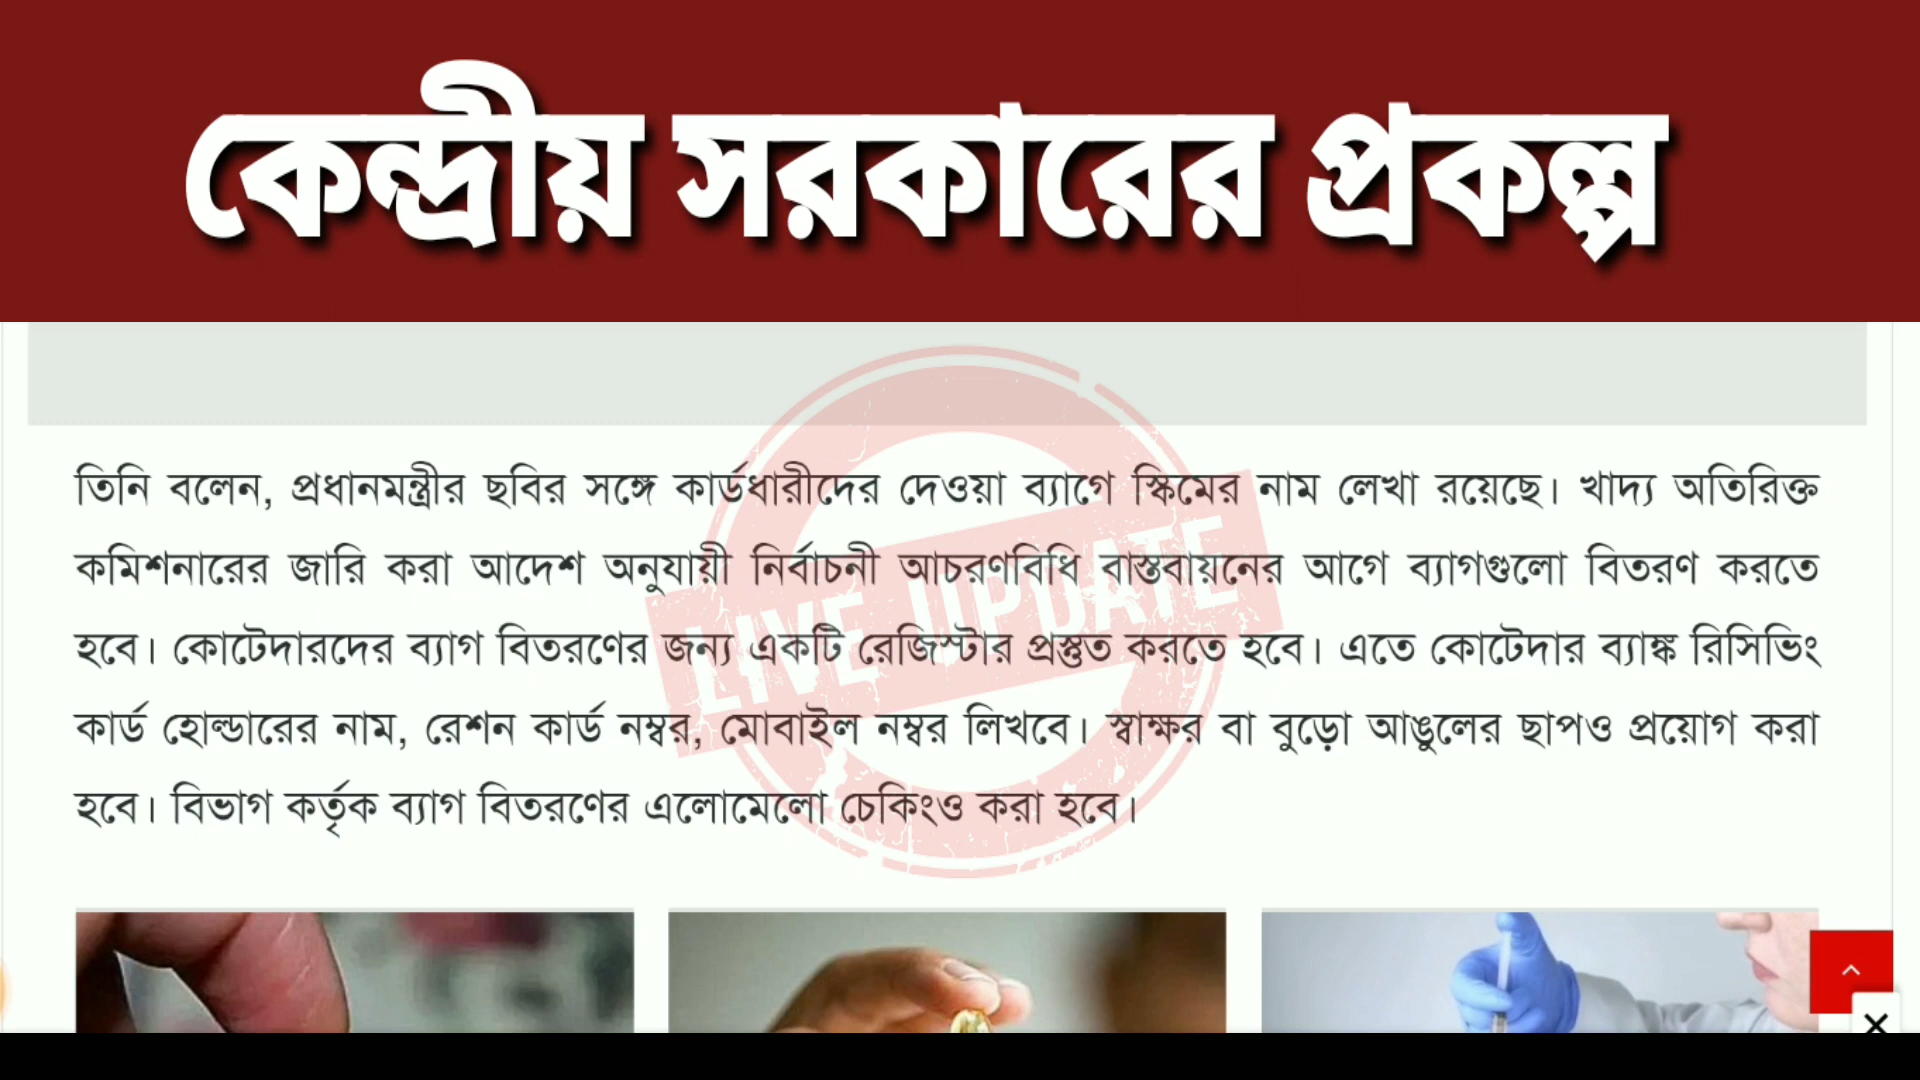 কেন্দ্রীয় সরকারের প্রকল্প
তিনি বলেন, প্রধানমন্ত্রীর ছবির সঙ্গে কার্ডধারীদের দেওয়া ব্যাগে স্কিমের নাম লেখা রয়েছে। খাদ্য অতিরিক্ত
কমিশনারের জারি করা আদেশ অনুযায়ী নির্বাচনী আচরণবিধি বাস্তবায়নের আগে ব্যাগগুলো বিতরণ করতে
হবে। কোটেদারদের ব্যাগ বিতরণের জন্য একটি রেজিস্টার প্রস্তুত করতে হবে। এতে কোটেদার ব্যাঙ্ক রিসিভিং
কার্ড হোল্ডারের নাম, রেশন কার্ড নম্বর, মোবাইল নম্বর লিখবে। স্বাক্ষর বা বুড়ো আঙুলের ছাপও প্রয়োগ করা
হবে। বিভাগ কর্তৃক ব্যাগ বিতরণের এলোমেলো চেকিংও করা হবে।
LIVE UPDATE